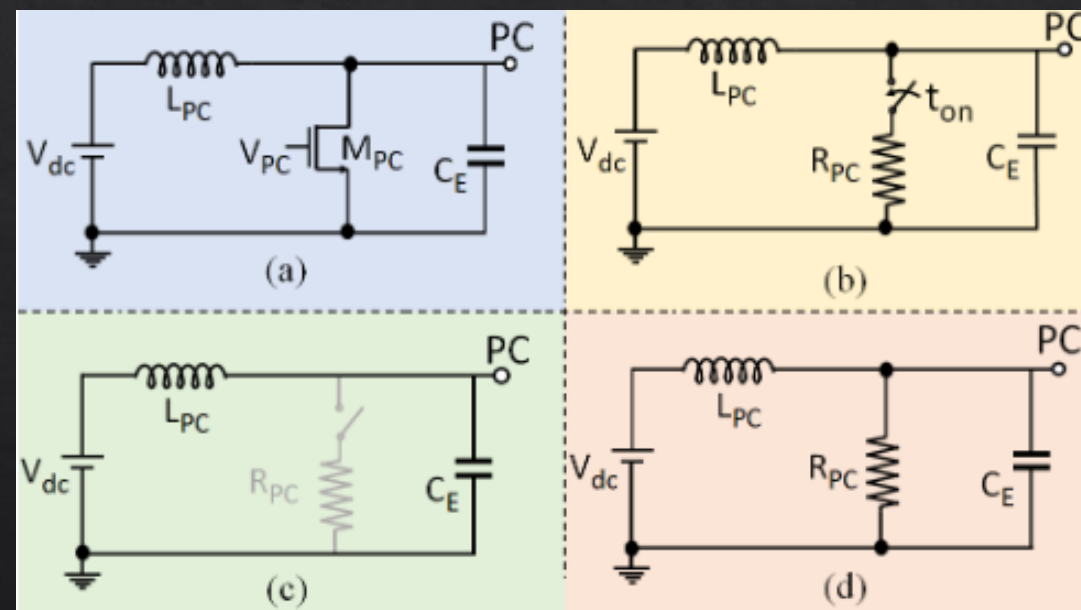 PC
L_PC
V_dc
V_PC
M_PC
C_E
(a)
PC
L_PC
t_on
V_dc
R_PC
C_E
(b)
PC
L_PC
V_dc
R_PC
C_E
(c)
PC
L_PC
V_dc
R_PC
C_E
(d)